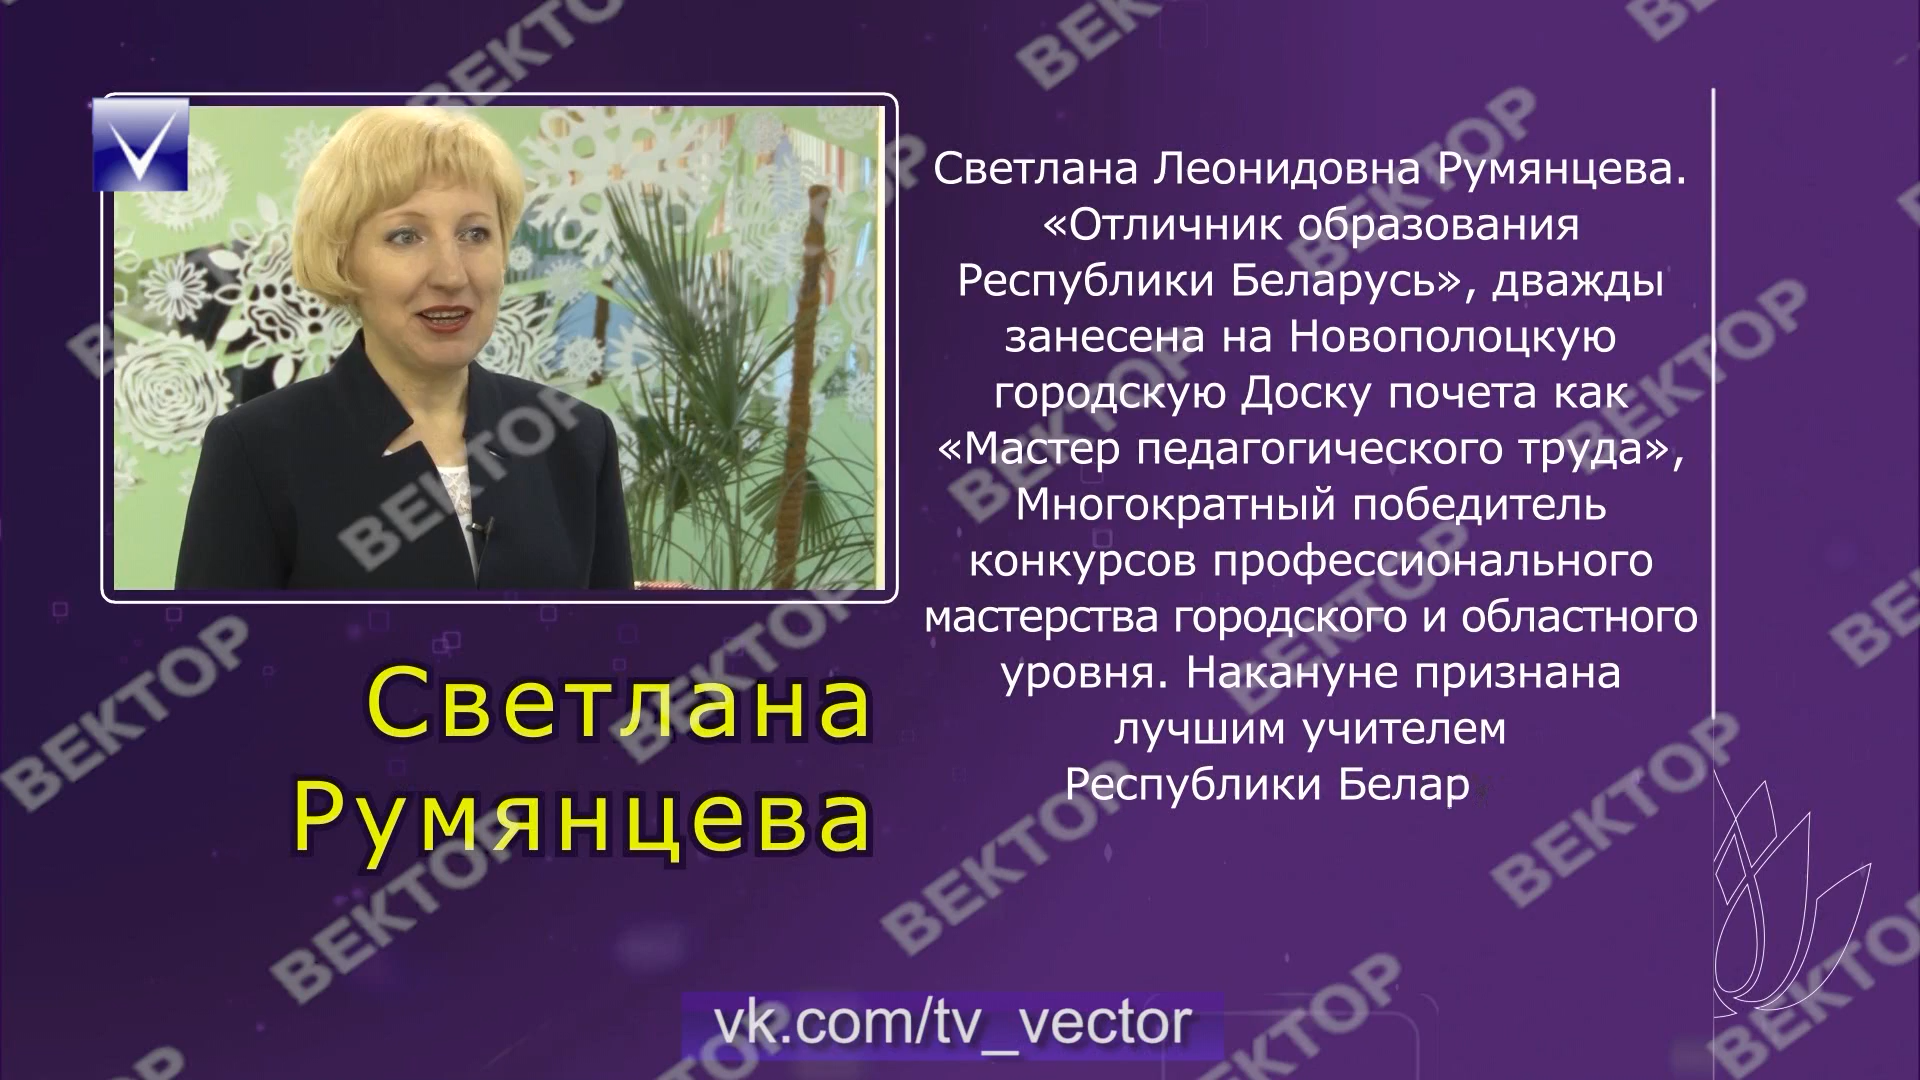 Светлана Леонидовна Румянцева.
«Отличник образования
Республики Беларусь», дважды
занесена на Новополоцкую
городскую Доску почета как
«Мастер педагогического труда»,
Многократный победитель
конкурсов профессионального
мастерства городского и областного
уровня. Накануне признана
лучшим учителем
Республики Белар
Светлана
Румянцева
vk.com/tv_vector
ВЕКТОР